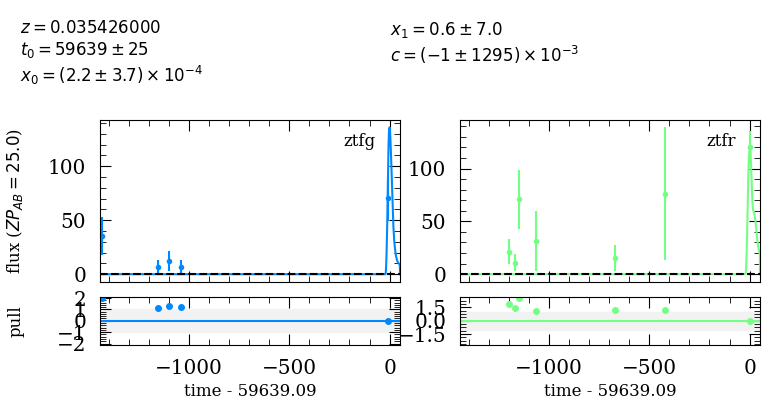 z = 0.035426000
t₀ = 59639 ± 25
x₀ = (2.2 ± 3.7) × 10⁻⁴
x₁ = 0.6 ± 7.0
c = (−1 ± 1295) × 10⁻³
flux (ZP_AB = 25.0)
100
50
0
ztfg
100
50
0
ztfr
pull
2
1
0
−1
−2
1.5
0.0
−1.5
−1000 −500 0
time - 59639.09
−1000 −500 0
time - 59639.09